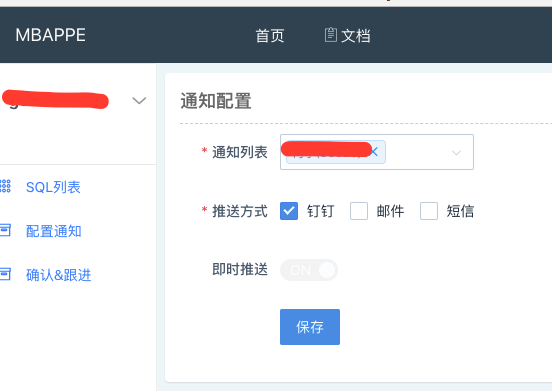 MBAPPE
首页
文档
通知配置
* 通知列表
SQL列表
* 推送方式
钉钉
邮件
短信
配置通知
即时推送
ON
确认&跟进
保存